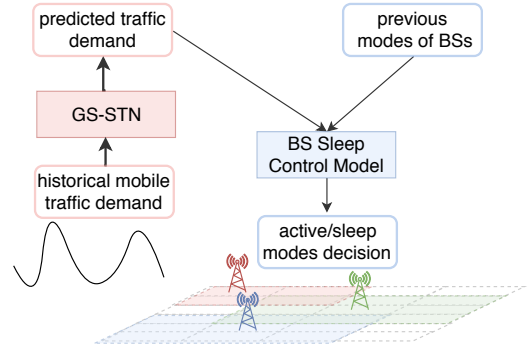 predicted traffic
demand
previous
modes of BSs
GS-STN
BS Sleep
Control Model
historical mobile
traffic demand
active/sleep
modes decision